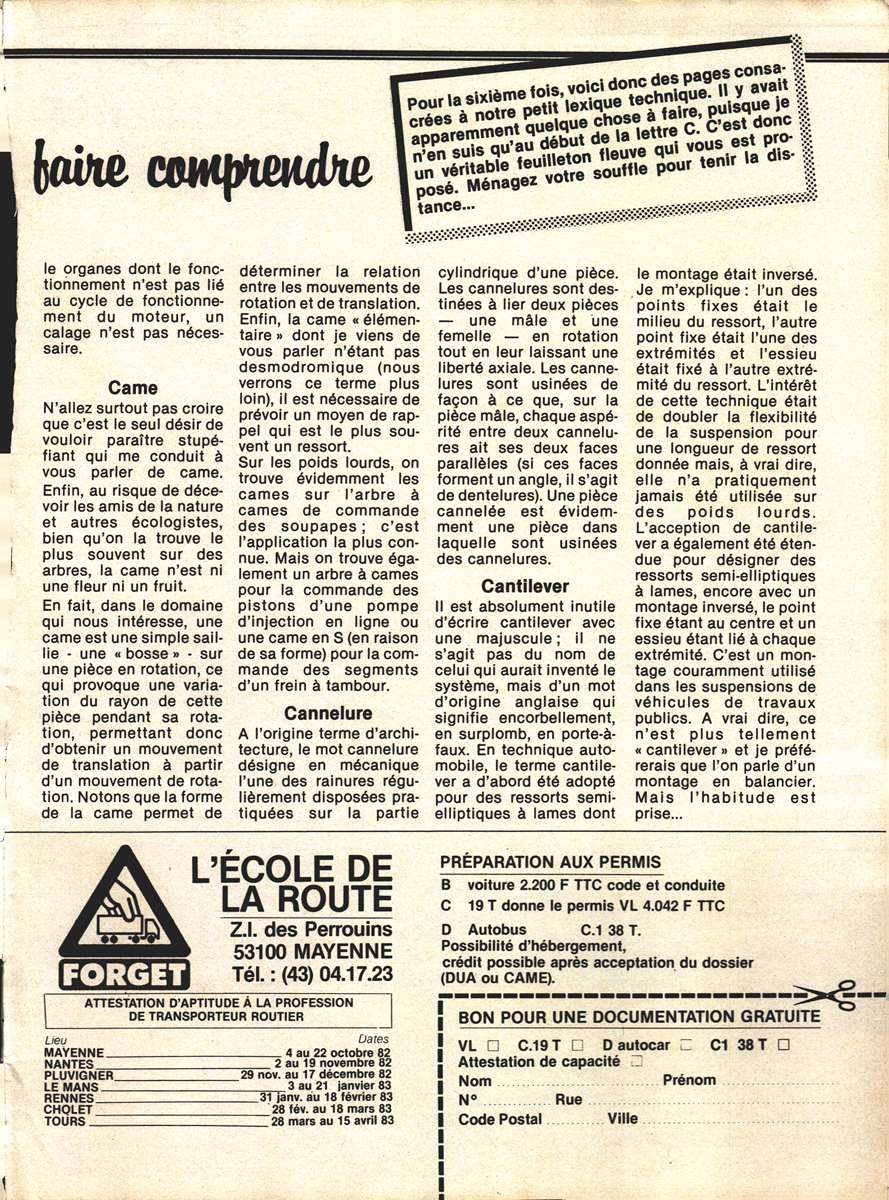 Pour la sixième fois, voici donc des pages consa-
crées à notre petit lexique technique. Il y avait
apparemment quelque chose à faire, puisque je
n'en suis qu'au début de la lettre C. C'est donc
un véritable feuilleton fleuve qui vous est pro-
posé. Ménagez votre souffle pour tenir la dis-
tance...
faire comprendre
le organes dont le fonc-
tionnement n'est pas lié
au cycle de fonctionne-
ment du moteur, un
calage n'est pas néces-
saire.
Came
N'allez surtout pas croire
que c'est le seul désir de
vouloir paraître stupé-
fiant qui me conduit à
vous parler de came.
Enfin, au risque de déce-
voir les amis de la nature
et autres écologistes,
bien qu'on la trouve le
plus souvent sur des
arbres, la came n'est ni
une fleur ni un fruit.
En fait, dans le domaine
qui nous intéresse, une
came est une simple sail-
lie - une « bosse » - sur
une pièce en rotation, ce
qui provoque une varia-
tion du rayon de cette
pièce pendant sa rota-
tion, permettant donc
d'obtenir un mouvement
de translation à partir
d'un mouvement de rota-
tion. Notons que la forme
de la came permet de
déterminer la relation
entre les mouvements de
rotation et de translation.
Enfin, la came « élémen-
taire » dont je viens de
vous parler n'étant pas
desmodromique (nous
verrons ce terme plus
loin), il est nécessaire de
prévoir un moyen de rap-
pel qui est le plus sou-
vent un ressort.
Sur les poids lourds, on
trouve évidemment les
cames sur l'arbre à
cames de commande
des soupapes ; c'est
l'application la plus con-
nue. Mais on trouve éga-
lement un arbre à cames
pour la commande des
pistons d'une pompe
d'injection en ligne ou
une came en S (en raison
de sa forme) pour la com-
mande des segments
d'un frein à tambour.
Cannelure
A l'origine terme d'archi-
tecture, le mot cannelure
désigne en mécanique
l'une des rainures régu-
lièrement disposées pra-
tiquées sur la partie
cylindrique d'une pièce.
Les cannelures sont des-
tinées à lier deux pièces
— une mâle et une
femelle — en rotation
tout en leur laissant une
liberté axiale. Les canne-
lures sont usinées de
façon à ce que, sur la
pièce mâle, chaque aspé-
rité entre deux cannelu-
res ait ses deux faces
parallèles (si ces faces
forment un angle, il s'agit
de dentelures). Une pièce
cannelée est évidem-
ment une pièce dans
laquelle sont usinées
des cannelures.
Cantilever
Il est absolument inutile
d'écrire cantilever avec
une majuscule ; il ne
s'agit pas du nom de
celui qui aurait inventé le
système, mais d'un mot
d'origine anglaise qui
signifie encorbellement,
en surplomb, en porte-à-
faux. En technique auto-
mobile, le terme cantile-
ver a d'abord été adopté
pour des ressorts semi-
elliptiques à lames dont
le montage était inversé.
Je m'explique : l'un des
points fixes était le
milieu du ressort, l'autre
point fixe était l'une des
extrémités et l'essieu
était fixé à l'autre extré-
mité du ressort. L'intérêt
de cette technique était
de doubler la flexibilité
de la suspension pour
une longueur de ressort
donnée mais, à vrai dire,
elle n'a pratiquement
jamais été utilisée sur
des poids lourds.
L'acception de cantile-
ver a également été éten-
due pour désigner des
ressorts semi-elliptiques
à lames, encore avec un
montage inversé, le point
fixe étant au centre et un
essieu étant lié à chaque
extrémité. C'est un mon-
tage couramment utilisé
dans les suspensions de
véhicules de travaux
publics. A vrai dire, ce
n'est plus tellement
« cantilever » et je préfé-
rerais que l'on parle d'un
montage en balancier.
Mais l'habitude est
prise...
FORGET
L'ÉCOLE DE
LA ROUTE
Z.I. des Perrouins
53100 MAYENNE
Tél. : (43) 04.17.23
ATTESTATION D'APTITUDE Á LA PROFESSION
DE TRANSPORTEUR ROUTIER
Lieu Dates
MAYENNE 4 au 22 octobre 82
NANTES 2 au 19 novembre 82
PLUVIGNER 29 nov. au 17 décembre 82
LE MANS 3 au 21 janvier 83
RENNES 31 janv. au 18 février 83
CHOLET 28 fév. au 18 mars 83
TOURS 28 mars au 15 avril 83
PRÉPARATION AUX PERMIS
B voiture 2.200 F TTC code et conduite
C 19 T donne le permis VL 4.042 F TTC
D Autobus C.1 38 T.
Possibilité d'hébergement,
crédit possible après acceptation du dossier
(DUA ou CAME).
BON POUR UNE DOCUMENTATION GRATUITE
VL □ C.19 T □ D autocar □ C1 38 T □
Attestation de capacité □
Nom Prénom
N° Rue
Code Postal Ville